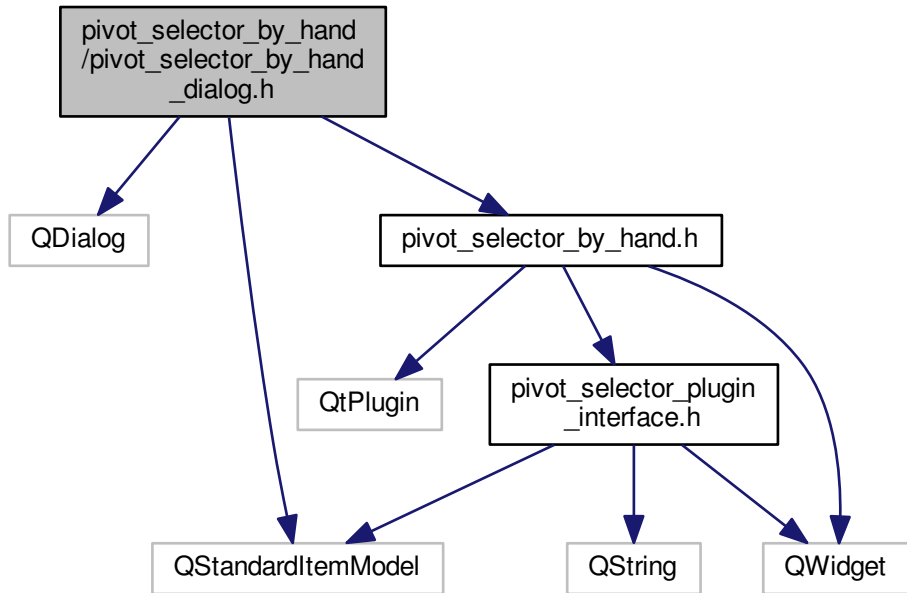 pivot_selector_by_hand
/pivot_selector_by_hand
_dialog.h
QDialog
pivot_selector_by_hand.h
QtPlugin
pivot_selector_plugin
_interface.h
QStandardItemModel
QString
QWidget